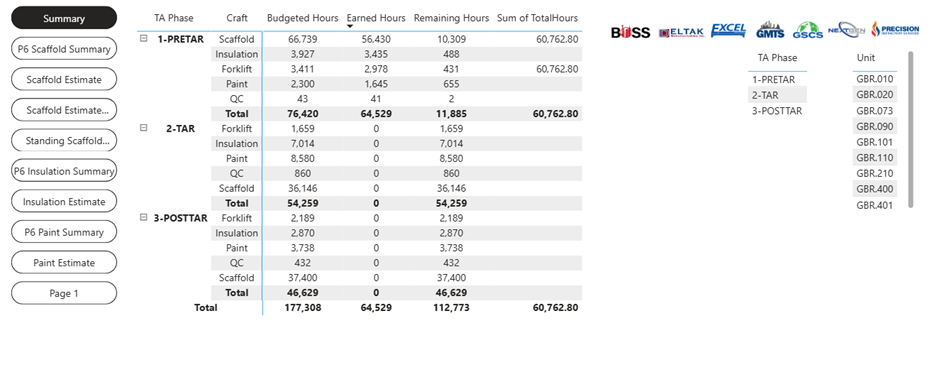 Summary
P6 Scaffold Summary
Scaffold Estimate
Scaffold Estimate...
Standing Scaffold...
P6 Insulation Summary
Insulation Estimate
P6 Paint Summary
Paint Estimate
Page 1
TA Phase Craft Budgeted Hours Earned Hours Remaining Hours Sum of TotalHours
1-PRETAR Scaffold 66,739 56,430 10,309 60,762.80
Insulation 3,927 3,435 488
Forklift 3,411 2,978 431 60,762.80
Paint 2,300 1,645 655
QC 43 41 2
Total 76,420 64,529 11,885 60,762.80
2-TAR Forklift 1,659 0 1,659
Insulation 7,014 0 7,014
Paint 8,580 0 8,580
QC 860 0 860
Scaffold 36,146 0 36,146
Total 54,259 0 54,259
3-POSTTAR Forklift 2,189 0 2,189
Insulation 2,870 0 2,870
Paint 3,738 0 3,738
QC 432 0 432
Scaffold 37,400 0 37,400
Total 46,629 0 46,629
Total 177,308 64,529 112,773 60,762.80
ELTAK EXCEL GMTS GSCS NEXTGEN PRECISION
TA Phase
1-PRETAR
2-TAR
3-POSTTAR
Unit
GBR.010
GBR.020
GBR.073
GBR.090
GBR.101
GBR.110
GBR.210
GBR.400
GBR.401